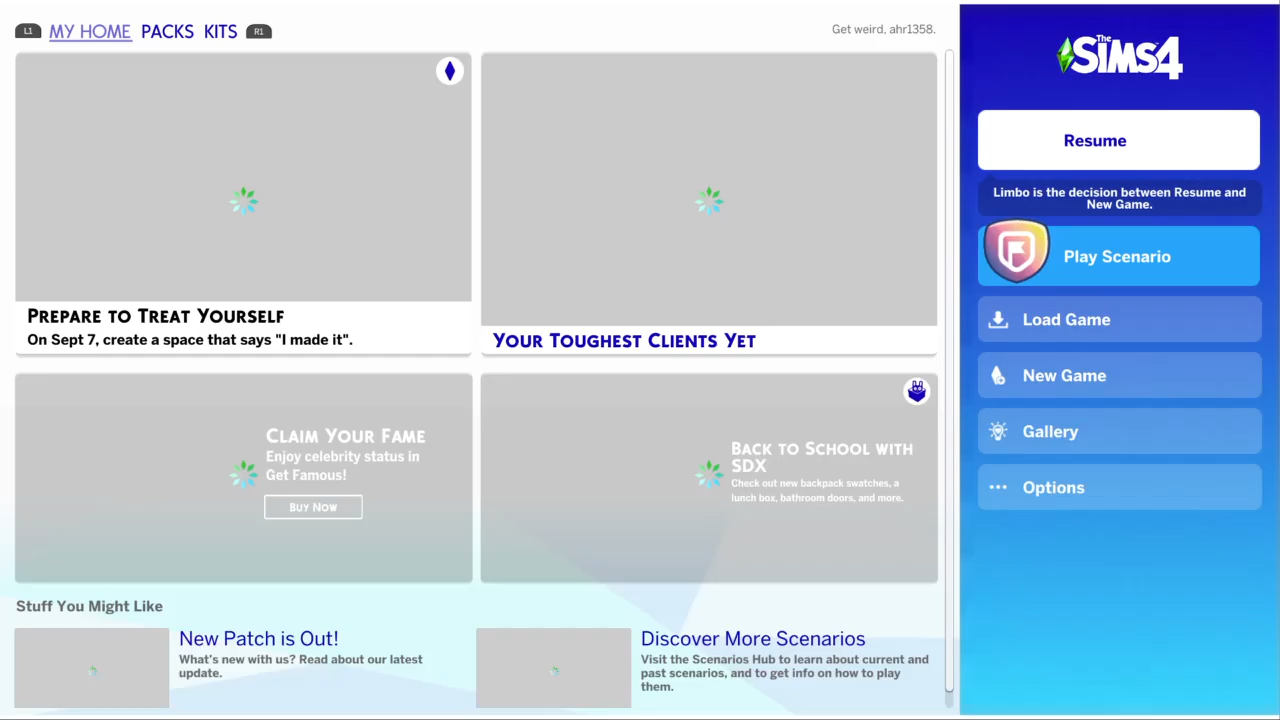 L1 MY HOME PACKS KITS R1
Get weird, ahr1358.
PREPARE TO TREAT YOURSELF
On Sept 7, create a space that says "I made it".
YOUR TOUGHEST CLIENTS YET
CLAIM YOUR FAME
Enjoy celebrity status in
Get Famous!
BUY NOW
BACK TO SCHOOL WITH
SDX
Check out new backpack swatches, a
lunch box, bathroom doors, and more.
Stuff You Might Like
New Patch is Out!
What's new with us? Read about our latest
update.
Discover More Scenarios
Visit the Scenarios Hub to learn about current and
past scenarios, and to get info on how to play
them.
The SIMS 4
Resume
Limbo is the decision between Resume and
New Game.
Play Scenario
Load Game
New Game
Gallery
Options